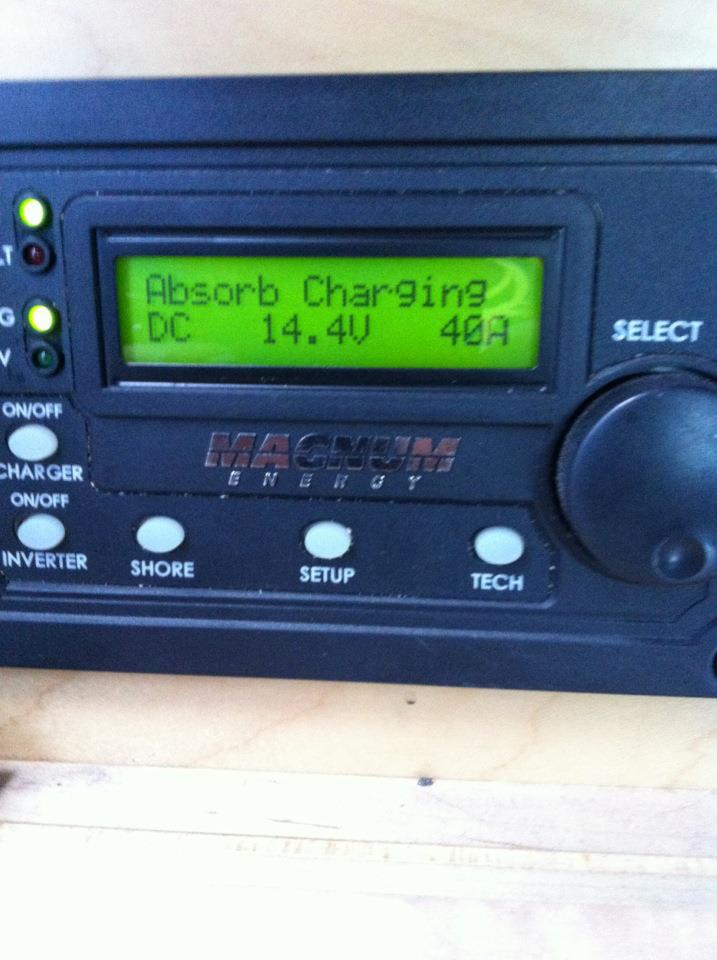 Absorb Charging
DC 14.4V 40A
SELECT
ON/OFF
CHARGER
MAGNUM
ENERGY
ON/OFF
INVERTER
SHORE
SETUP
TECH